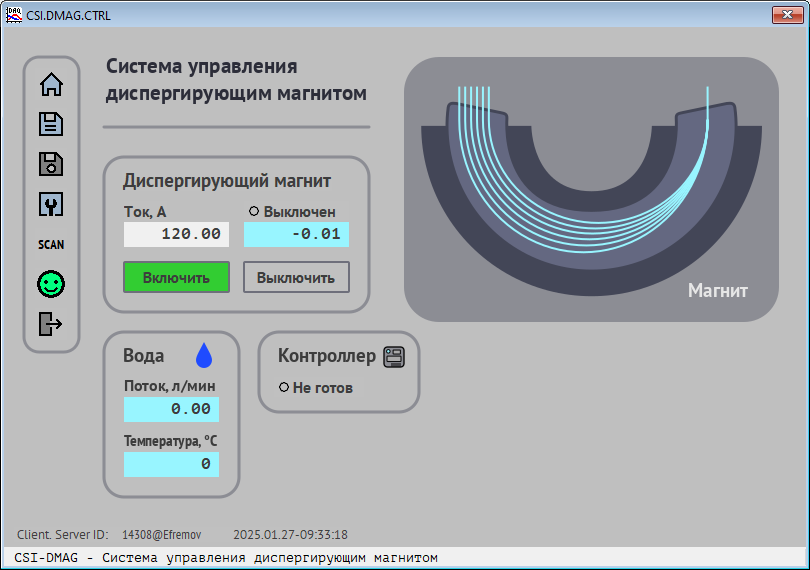 CSI.DMAG.CTRL
Система управления
диспергирующим магнитом
SCAN
Диспергирующий магнит
Ток, А
Выключен
120.00
-0.01
Включить
Выключить
Магнит
Вода
Поток, л/мин
0.00
Температура, °C
0
Контроллер
Не готов
Client. Server ID: 14308@Efremov 2025.01.27-09:33:18
CSI-DMAG - Система управления диспергирующим магнитом